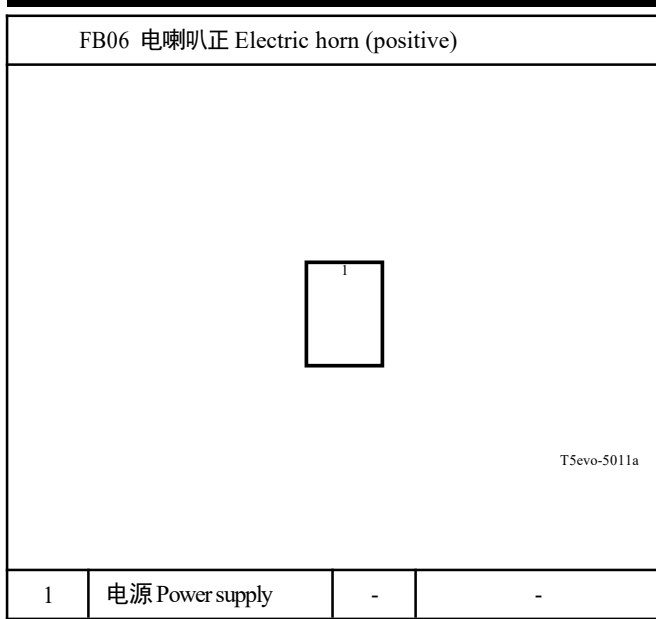 FB06 电喇叭正 Electric horn (positive)
1
T5evo-5011a
1 电源 Power supply - -